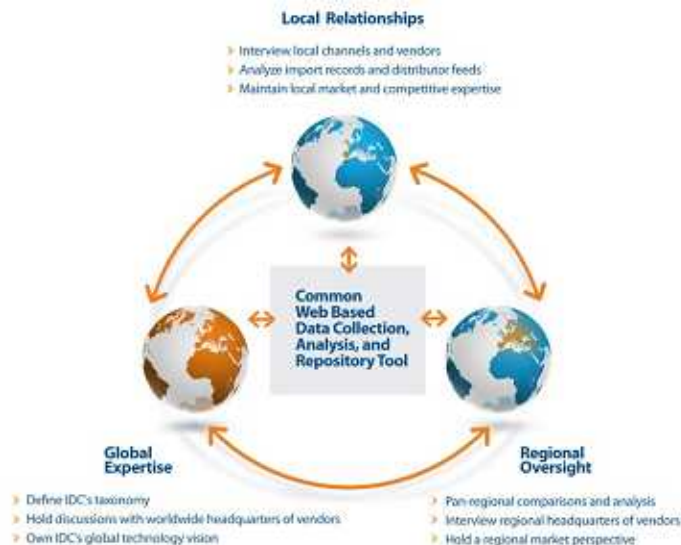 Local Relationships
Interview local channels and vendors
Analyze import records and distributor feeds
Maintain local market and competitive expertise
Common
Web Based
Data Collection,
Analysis, and
Repository Tool
Global
Expertise
Define IDC's taxonomy
Hold discussions with worldwide headquarters of vendors
Own IDC's global technology vision
Regional
Oversight
Pan-regional comparisons and analysis
Interview regional headquarters of vendors
Hold a regional market perspective